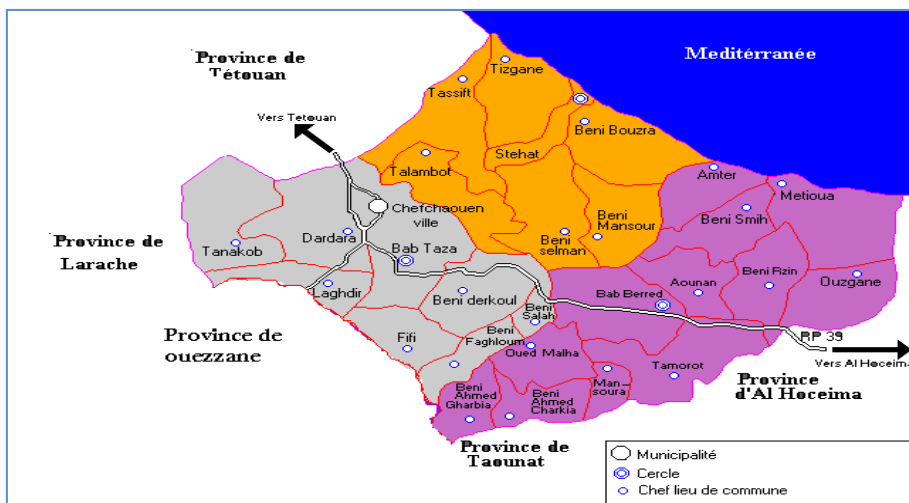 Province de
Tétouan
Meditérranée
Tizgane
Tassift
Vers Tetouan
Beni Bouzra
Stehat
Talambot
Amter
Metioua
Chefchaouen
ville
Beni Smih
Beni
Mansour
Province de
Larache
Tanakob
Dardara
Bab Taza
Beni
selman
Laghdir
Beni derkoul
Bab Berred
Aounan
Beni Rzin
Ouzgane
Beni
Salah
Province de
ouezzane
Fifi
Beni
Faghloum
Oued Malha
RP 39
Vers Al Hoceima
Tamorot
Man_
soura
Province
d'Al Hoceima
Beni
Ahmed
Gharbia
Beni
Ahmed
Charkia
Province de
Taounat
Municipalité
Cercle
Chef lieu de commune